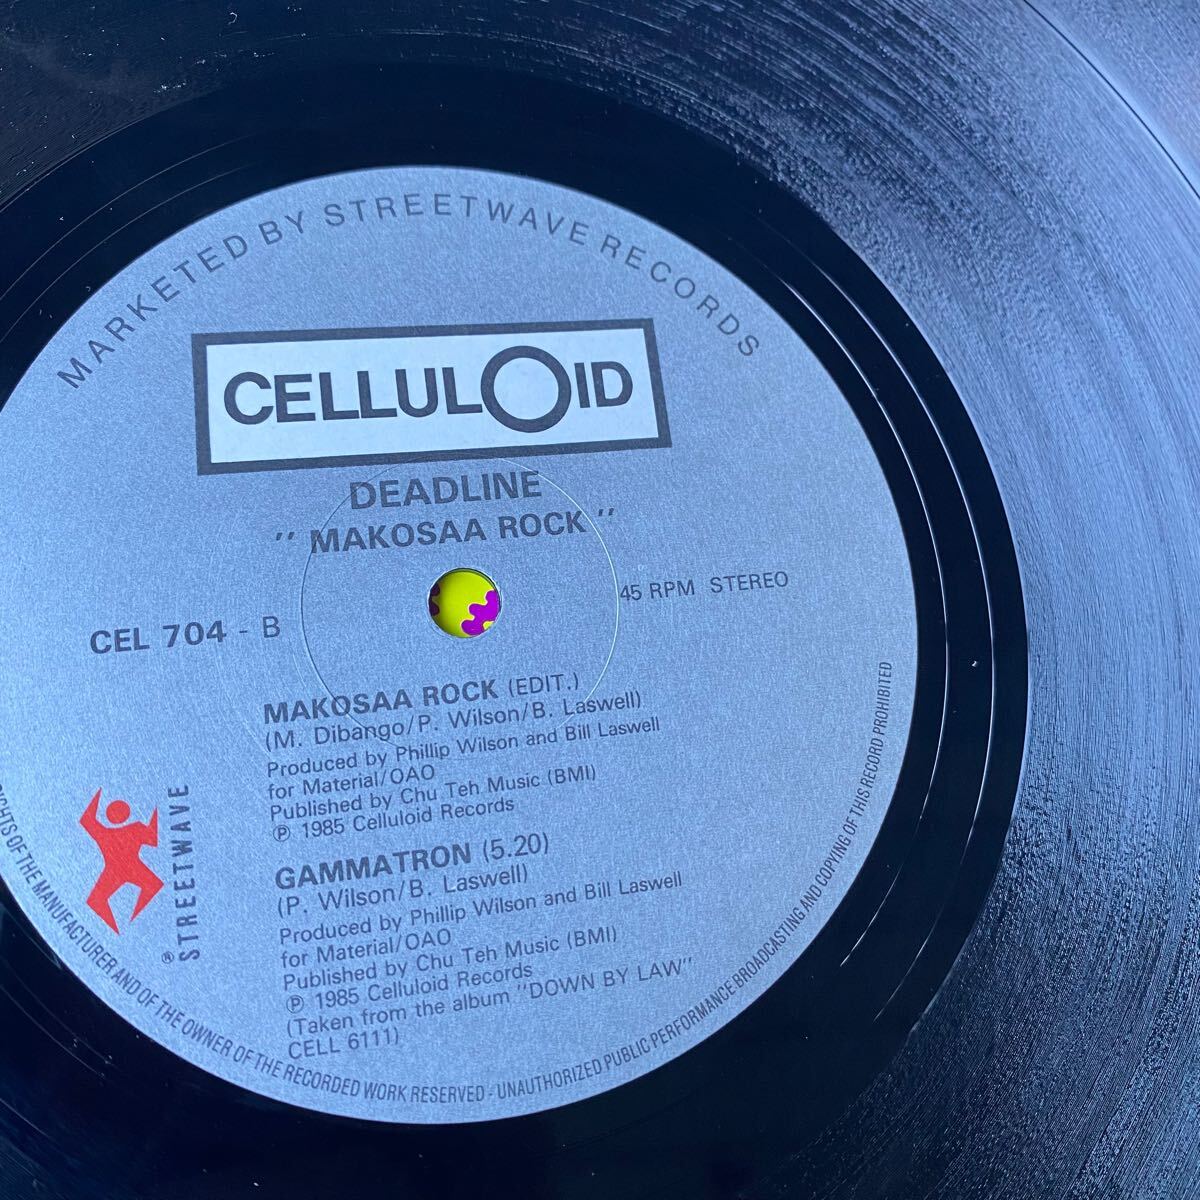 MARKETED BY STREETWAVE RECORDS
CELLULOID
DEADLINE
" MAKOSAA ROCK "
45 RPM STEREO
CEL 704 - B
MAKOSAA ROCK (EDIT.)
(M. Dibango/P. Wilson/B. Laswell)
Produced by Phillip Wilson and Bill Laswell
for Material/OAO
Published by Chu Teh Music (BMI)
℗ 1985 Celluloid Records
GAMMATRON (5.20)
(P. Wilson/B. Laswell)
Produced by Phillip Wilson and Bill Laswell
for Material/OAO
Published by Chu Teh Music (BMI)
℗ 1985 Celluloid Records
(Taken from the album "DOWN BY LAW"
CELL 6111)
® STREETWAVE
OF THE MANUFACTURER AND OF THE OWNER OF THE RECORDED WORK RESERVED - UNAUTHORIZED PUBLIC PERFORMANCE BROADCASTING AND COPYING OF THIS RECORD PROHIBITED